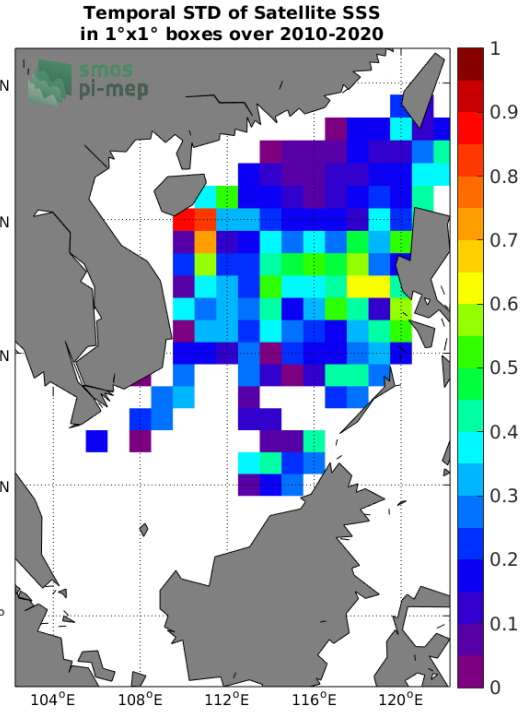 Temporal STD of Satellite SSS
in 1°x1° boxes over 2010-2020
smos
pi-mep
N
N
N
N
°
1
0.9
0.8
0.7
0.6
0.5
0.4
0.3
0.2
0.1
0
104°E 108°E 112°E 116°E 120°E